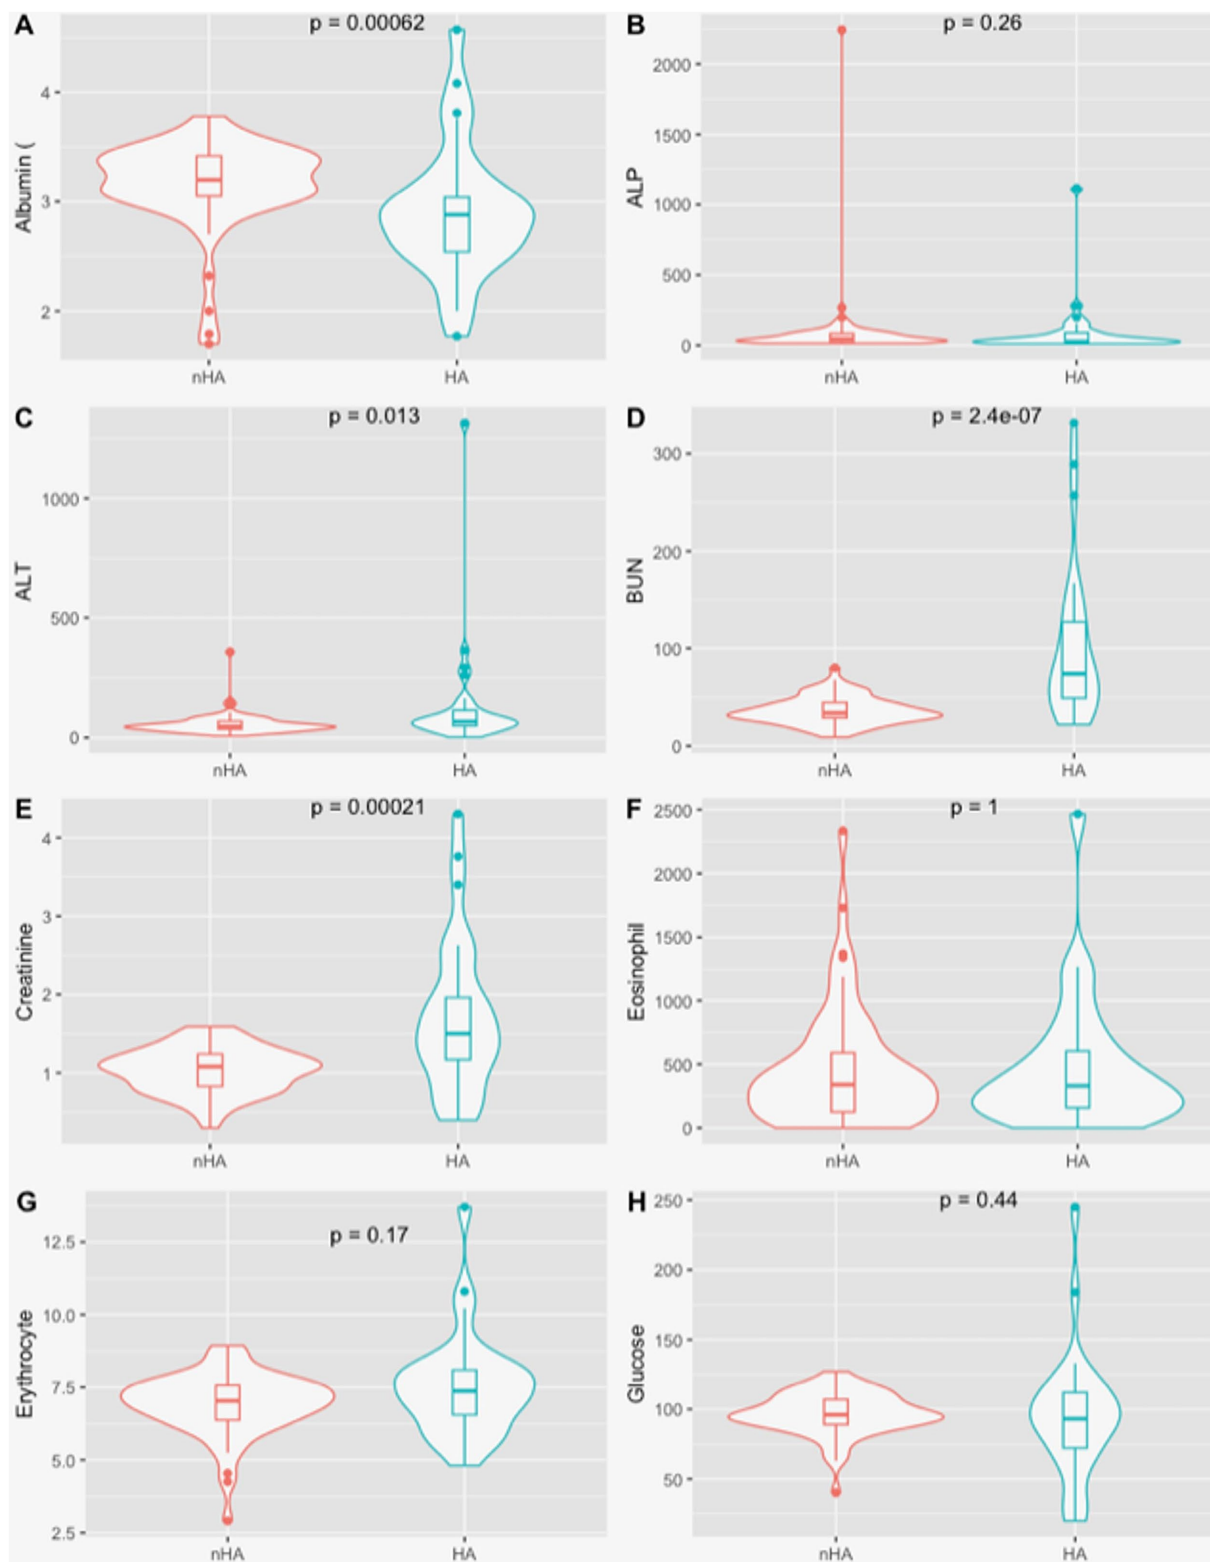 A
p = 0.00062
Albumin (
4
3
2
nHA HA
B
p = 0.26
ALP
2000
1500
1000
500
0
nHA HA
C
p = 0.013
ALT
1000
500
0
nHA HA
D
p = 2.4e-07
BUN
300
200
100
0
nHA HA
E
p = 0.00021
Creatinine
4
3
2
1
nHA HA
F
p = 1
Eosinophil
2500
2000
1500
1000
500
0
nHA HA
G
p = 0.17
Erythrocyte
12.5
10.0
7.5
5.0
2.5
nHA HA
H
p = 0.44
Glucose
250
200
150
100
50
nHA HA